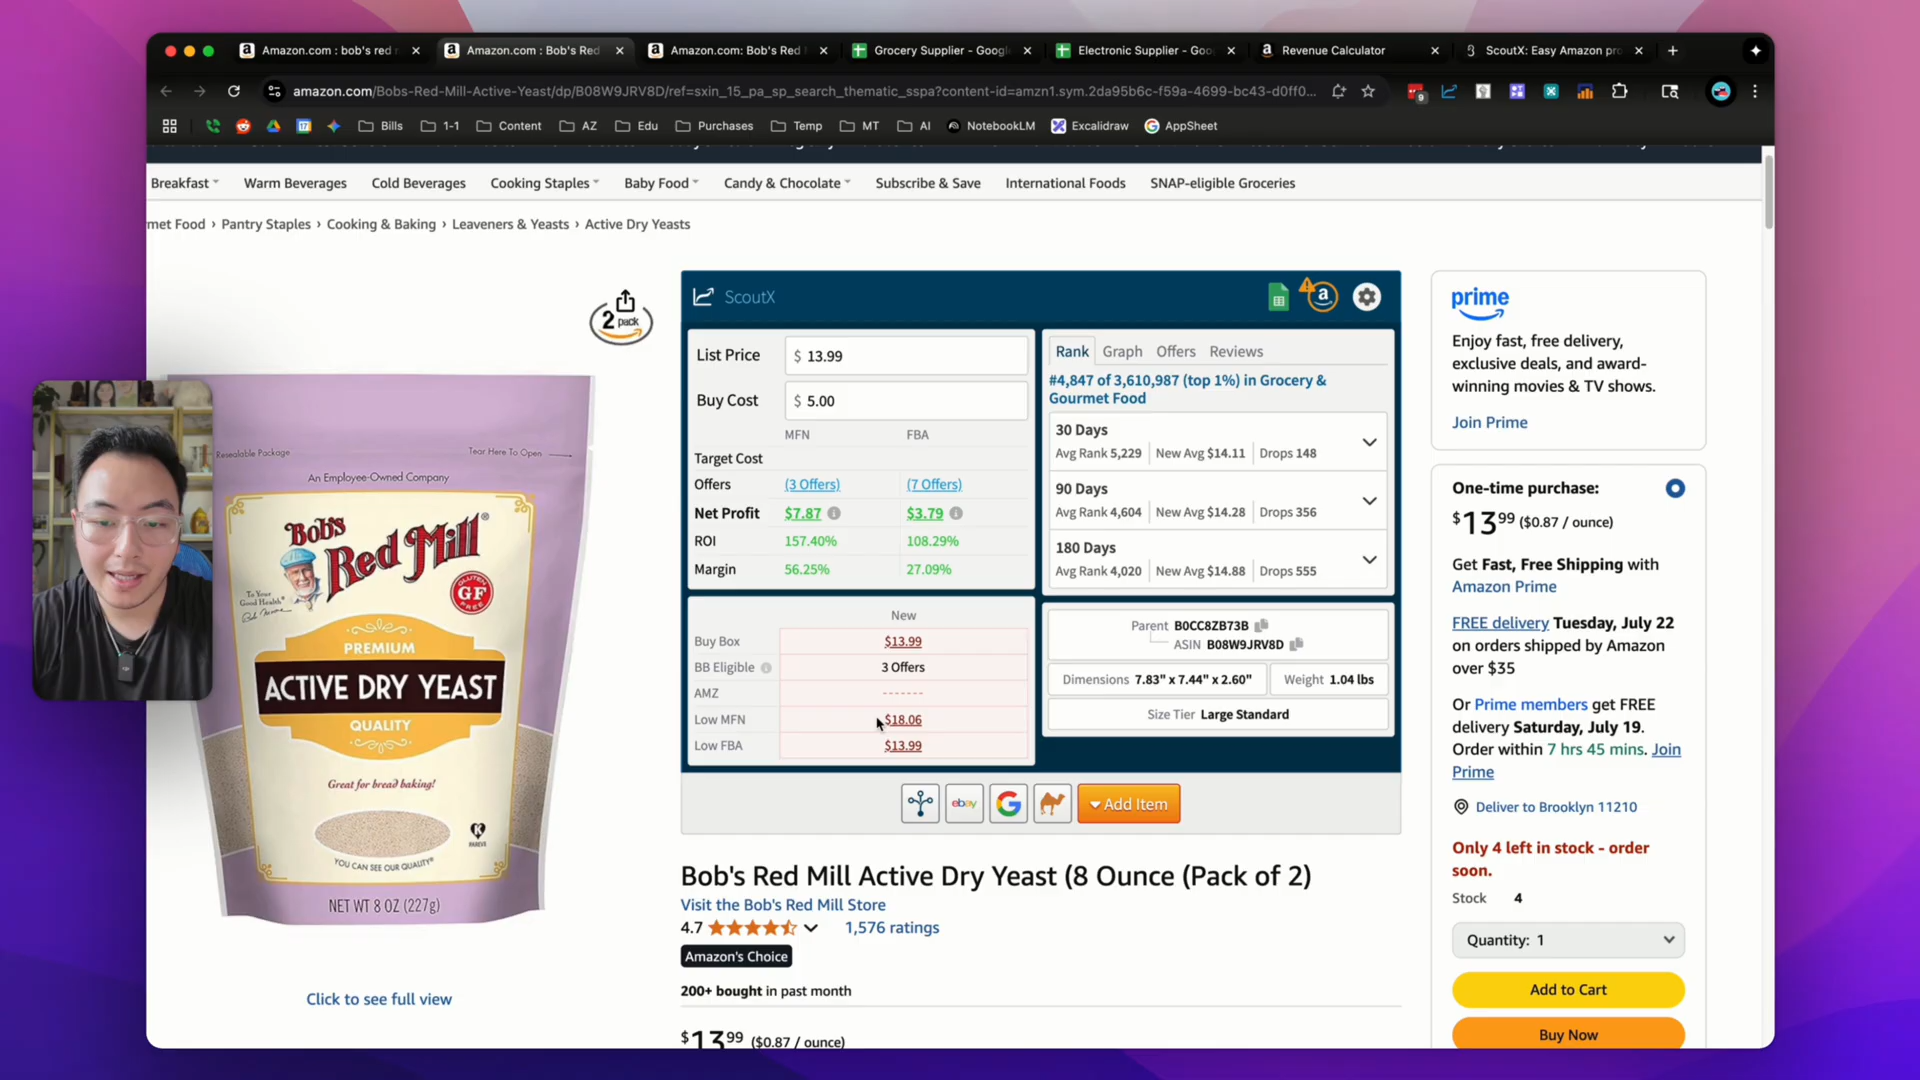 Amazon.com : bob's red
Amazon.com : Bob's Red
Amazon.com: Bob's Red
Grocery Supplier - Googl
Electronic Supplier - Goo
Revenue Calculator
ScoutX: Easy Amazon pro
amazon.com/Bobs-Red-Mill-Active-Yeast/dp/B08W9JRV8D/ref=sxin_15_pa_sp_search_thematic_sspa?content-id=amzn1.sym.2da95b6c-f59a-4699-bc43-d0ff0...
9
17
Bills
1-1
Content
AZ
Edu
Purchases
Temp
MT
AI
NotebookLM
Excalidraw
AppSheet
Breakfast
Warm Beverages
Cold Beverages
Cooking Staples
Baby Food
Candy & Chocolate
Subscribe & Save
International Foods
SNAP-eligible Groceries
met Food › Pantry Staples › Cooking & Baking › Leaveners & Yeasts › Active Dry Yeasts
2 pack
Resealable Package
Tear Here To Open
An Employee-Owned Company
Bob's
Red Mill®
To Your
Good Health®
Bob Moore
GLUTEN
GF
FREE
PREMIUM
ACTIVE DRY YEAST
QUALITY
Great for bread baking!
K
PAREVE
YOU CAN SEE OUR QUALITY®
NET WT 8 OZ (227g)
Click to see full view
ScoutX
List Price $ 13.99
Buy Cost $ 5.00
MFN FBA
Target Cost
Offers (3 Offers) (7 Offers)
Net Profit $7.87 $3.79
ROI 157.40% 108.29%
Margin 56.25% 27.09%
New
Buy Box $13.99
BB Eligible 3 Offers
AMZ -------
Low MFN $18.06
Low FBA $13.99
Rank Graph Offers Reviews
#4,847 of 3,610,987 (top 1%) in Grocery &
Gourmet Food
30 Days
Avg Rank 5,229 New Avg $14.11 Drops 148
90 Days
Avg Rank 4,604 New Avg $14.28 Drops 356
180 Days
Avg Rank 4,020 New Avg $14.88 Drops 555
Parent B0CC8ZB73B
ASIN B08W9JRV8D
Dimensions 7.83" x 7.44" x 2.60" Weight 1.04 lbs
Size Tier Large Standard
ebay
Add Item
Bob's Red Mill Active Dry Yeast (8 Ounce (Pack of 2)
Visit the Bob's Red Mill Store
4.7 1,576 ratings
Amazon's Choice
200+ bought in past month
$13 99 ($0.87 / ounce)
prime
Enjoy fast, free delivery,
exclusive deals, and award-
winning movies & TV shows.
Join Prime
One-time purchase:
$13 99 ($0.87 / ounce)
Get Fast, Free Shipping with
Amazon Prime
FREE delivery Tuesday, July 22
on orders shipped by Amazon
over $35
Or Prime members get FREE
delivery Saturday, July 19.
Order within 7 hrs 45 mins. Join
Prime
Deliver to Brooklyn 11210
Only 4 left in stock - order
soon.
Stock 4
Quantity: 1
Add to Cart
Buy Now